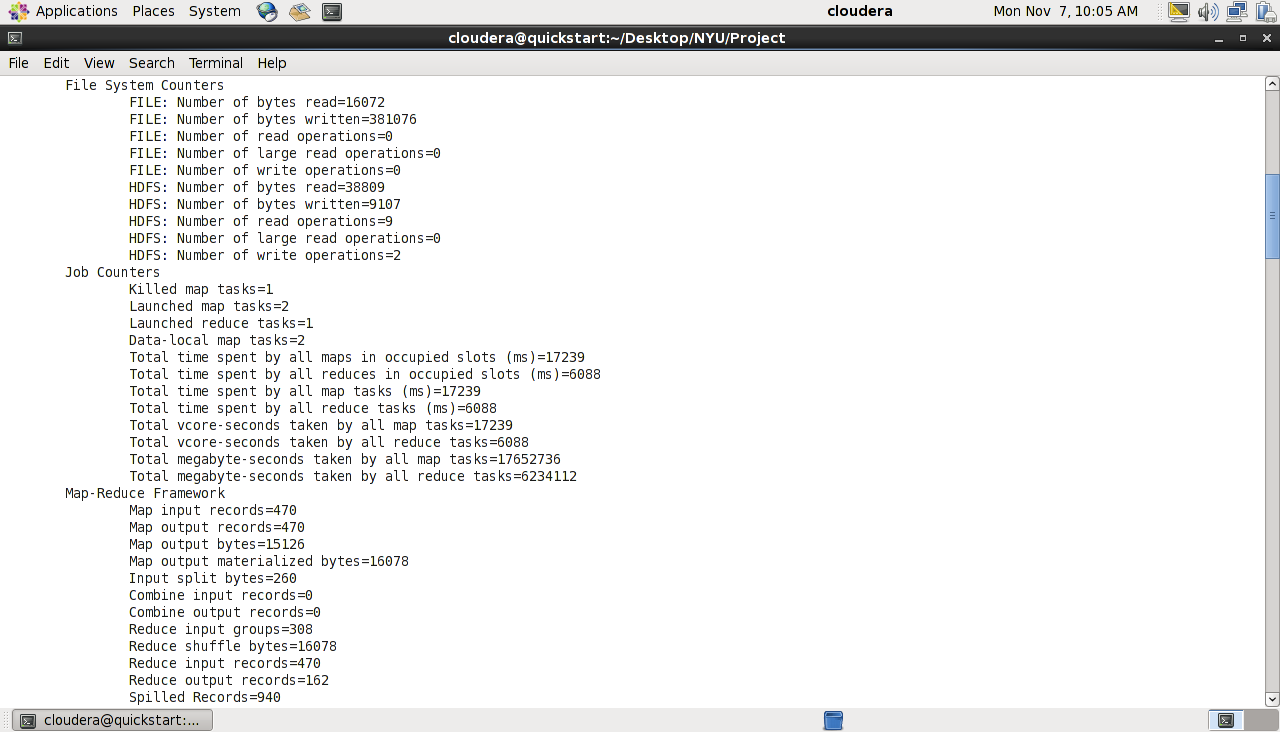 Applications Places System cloudera Mon Nov 7, 10:05 AM
cloudera@quickstart:~/Desktop/NYU/Project
File Edit View Search Terminal Help
File System Counters
FILE: Number of bytes read=16072
FILE: Number of bytes written=381076
FILE: Number of read operations=0
FILE: Number of large read operations=0
FILE: Number of write operations=0
HDFS: Number of bytes read=38809
HDFS: Number of bytes written=9107
HDFS: Number of read operations=9
HDFS: Number of large read operations=0
HDFS: Number of write operations=2
Job Counters
Killed map tasks=1
Launched map tasks=2
Launched reduce tasks=1
Data-local map tasks=2
Total time spent by all maps in occupied slots (ms)=17239
Total time spent by all reduces in occupied slots (ms)=6088
Total time spent by all map tasks (ms)=17239
Total time spent by all reduce tasks (ms)=6088
Total vcore-seconds taken by all map tasks=17239
Total vcore-seconds taken by all reduce tasks=6088
Total megabyte-seconds taken by all map tasks=17652736
Total megabyte-seconds taken by all reduce tasks=6234112
Map-Reduce Framework
Map input records=470
Map output records=470
Map output bytes=15126
Map output materialized bytes=16078
Input split bytes=260
Combine input records=0
Combine output records=0
Reduce input groups=308
Reduce shuffle bytes=16078
Reduce input records=470
Reduce output records=162
Spilled Records=940
cloudera@quickstart:...